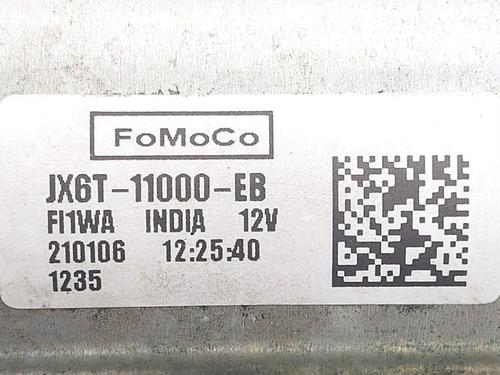 FoMoCo
JX6T-11000-EB
FI1WA INDIA 12V
210106 12:25:40
1235